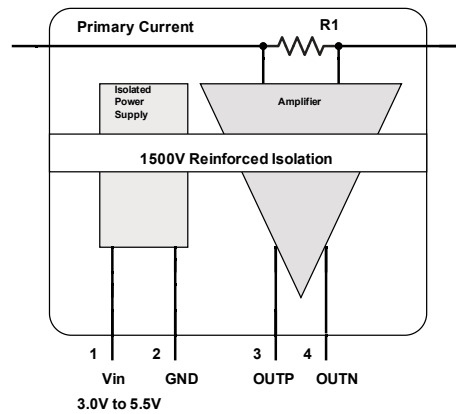 Primary Current
R1
Isolated
Power
Supply
Amplifier
1500V Reinforced Isolation
1 2 3 4
Vin GND OUTP OUTN
3.0V to 5.5V